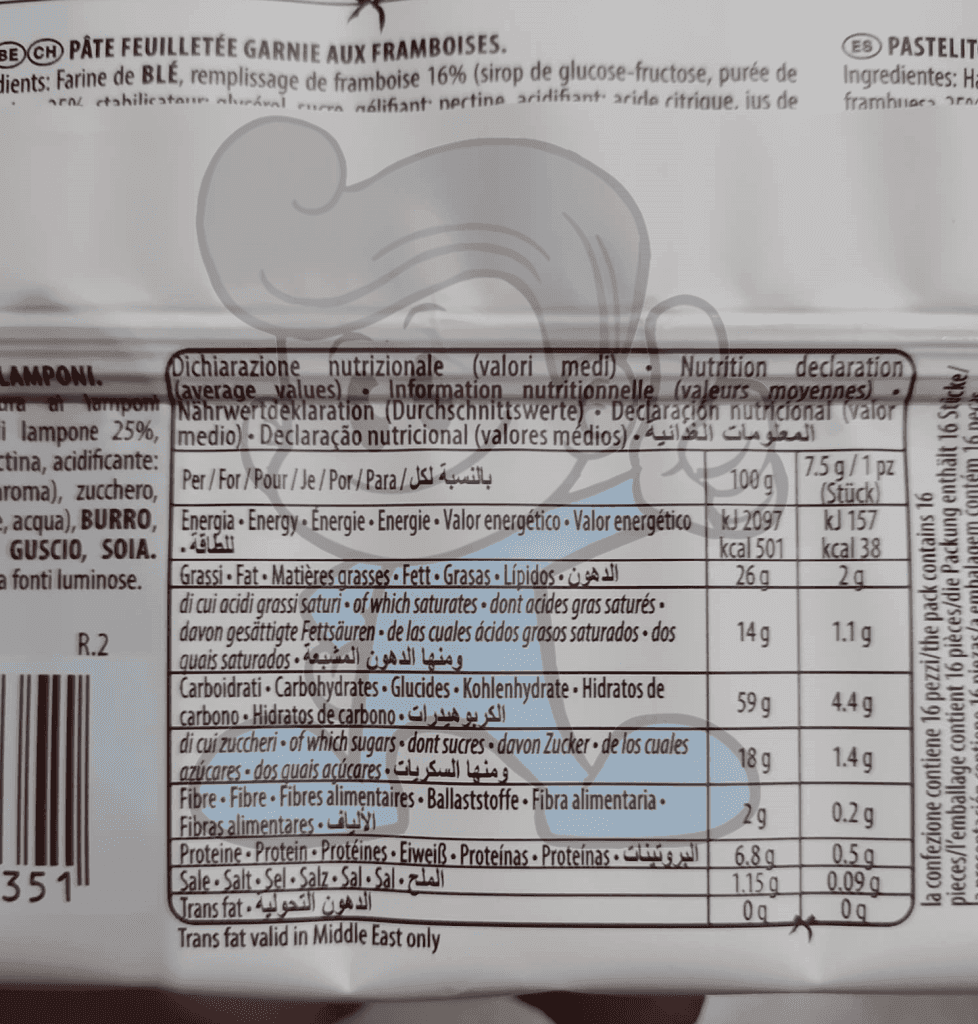 BE CH PÂTE FEUILLETÉE GARNIE AUX FRAMBOISES.
dients: Farine de BLÉ, remplissage de framboise 16% (sirop de glucose-fructose, purée de
gélifiant: pectine, acidifiant: acide citrique, jus de
ES PASTELIT
Ingredientes: Ha
LAMPONI.
lamponi
i lampone 25%,
ctina, acidificante:
aroma), zucchero,
e, acqua), BURRO,
GUSCIO, SOIA.
a fonti luminose.
R.2
351
Dichiarazione nutrizionale (valori medi) • Nutrition declaration
(average values) • Information nutritionnelle (valeurs moyennes) •
Nährwertdeklaration (Durchschnittswerte) • Declaración nutricional (valor
medio) • Declaração nutricional (valores médios) • المعلومات الغذائية
Per / For / Pour / Je / Por / Para / بالنسبة لكل 100 g 7.5 g / 1 pz
(Stück)
Energia • Energy • Énergie • Energie • Valor energético • Valor energético kJ 2097 kJ 157
الطاقة • kcal 501 kcal 38
Grassi • Fat • Matières grasses • Fett • Grasas • Lípidos • الدهون 26 g 2 g
di cui acidi grassi saturi • of which saturates • dont acides gras saturés •
davon gesättigte Fettsäuren • de las cuales ácidos grasos saturados • dos 14 g 1.1 g
quais saturados • ومنها الدهون المشبعة
Carboidrati • Carbohydrates • Glucides • Kohlenhydrate • Hidratos de 59 g 4.4 g
carbono • Hidratos de carbono • الكربوهيدرات
di cui zuccheri • of which sugars • dont sucres • davon Zucker • de los cuales 18 g 1.4 g
azúcares • dos quais açúcares • ومنها السكريات
Fibre • Fibre • Fibres alimentaires • Ballaststoffe • Fibra alimentaria • 2 g 0.2 g
Fibras alimentares • الألياف
Proteine • Protein • Protéines • Eiweiß • Proteínas • Proteínas • البروتينات 6.8 g 0.5 g
Sale • Salt • Sel • Salz • Sal • Sal • الملح 1.15 g 0.09 g
Trans fat • الدهون التحولية 0 g 0 g
Trans fat valid in Middle East only
la confezione contiene 16 pezzi/the pack contains 16
pieces/l'emballage contient 16 pièces/die Packung enthält 16 Stücke/